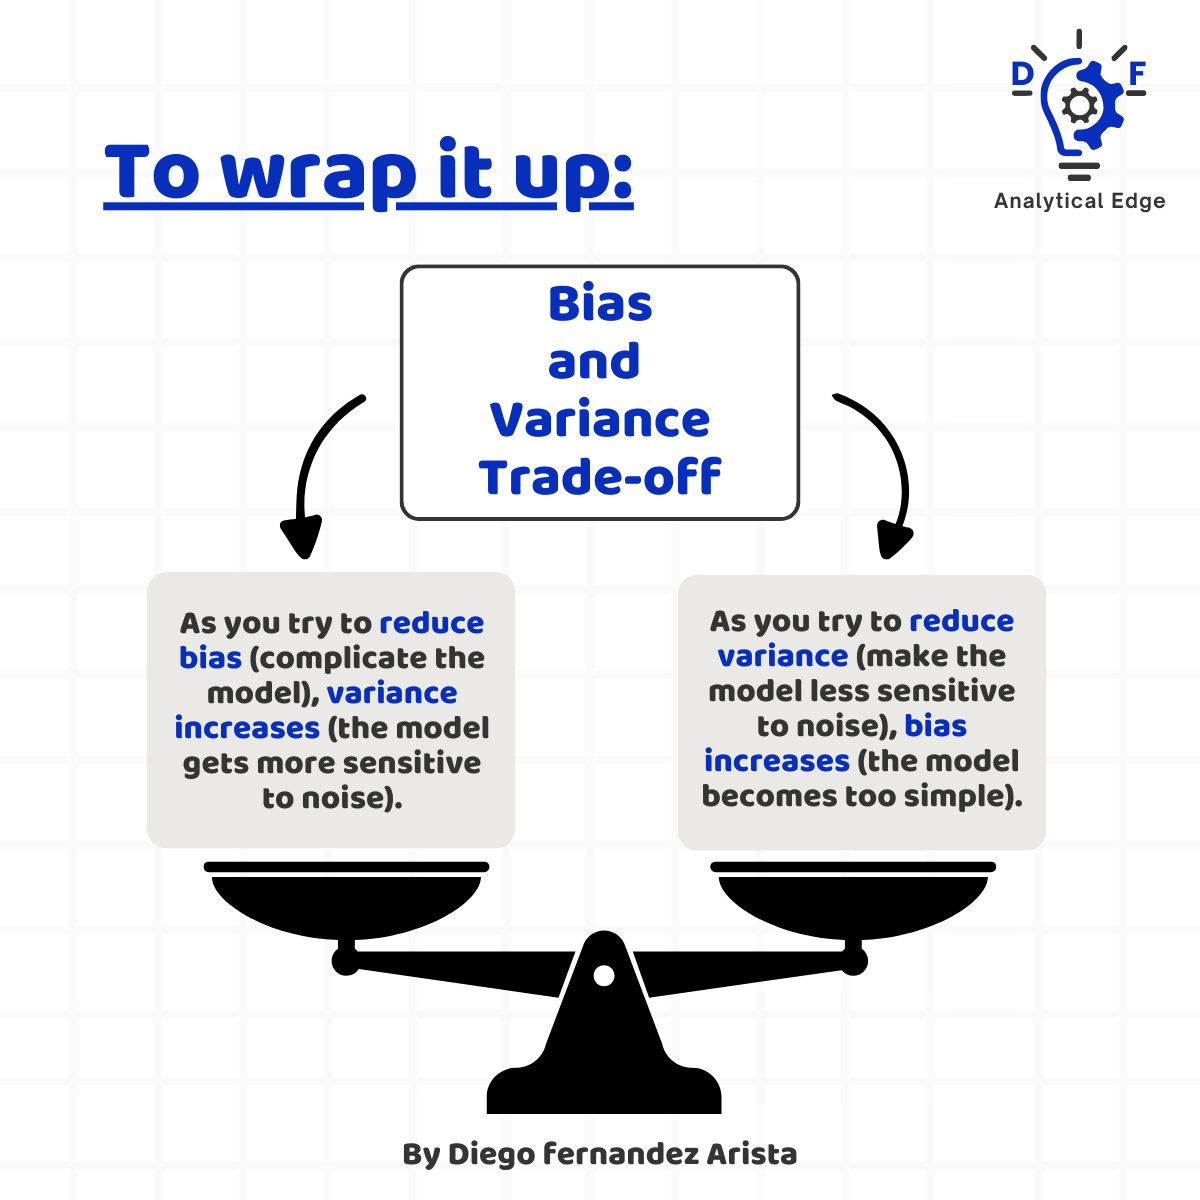 D F
Analytical Edge
To wrap it up:
Bias
and
Variance
Trade-off
As you try to reduce
bias (complicate the
model), variance
increases (the model
gets more sensitive
to noise).
As you try to reduce
variance (make the
model less sensitive
to noise), bias
increases (the model
becomes too simple).
By Diego fernandez Arista